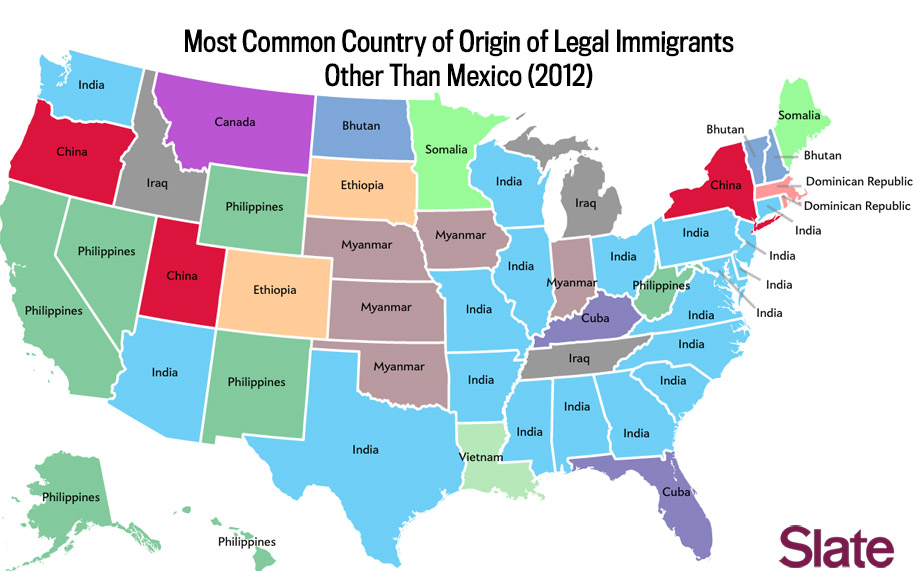 Most Common Country of Origin of Legal Immigrants
Other Than Mexico (2012)
India
Canada
Bhutan
Somalia
Somalia
China
Bhutan
Bhutan
Iraq
Ethiopia
India
China
Dominican Republic
Philippines
Iraq
Dominican Republic
Myanmar
Myanmar
India
India
Philippines
India
India
India
China
Ethiopia
Myanmar
Philippines
India
Philippines
Myanmar
India
Cuba
India
India
India
Iraq
India
Philippines
Myanmar
India
India
India
India
India
India
Vietnam
Philippines
Cuba
Philippines
Slate